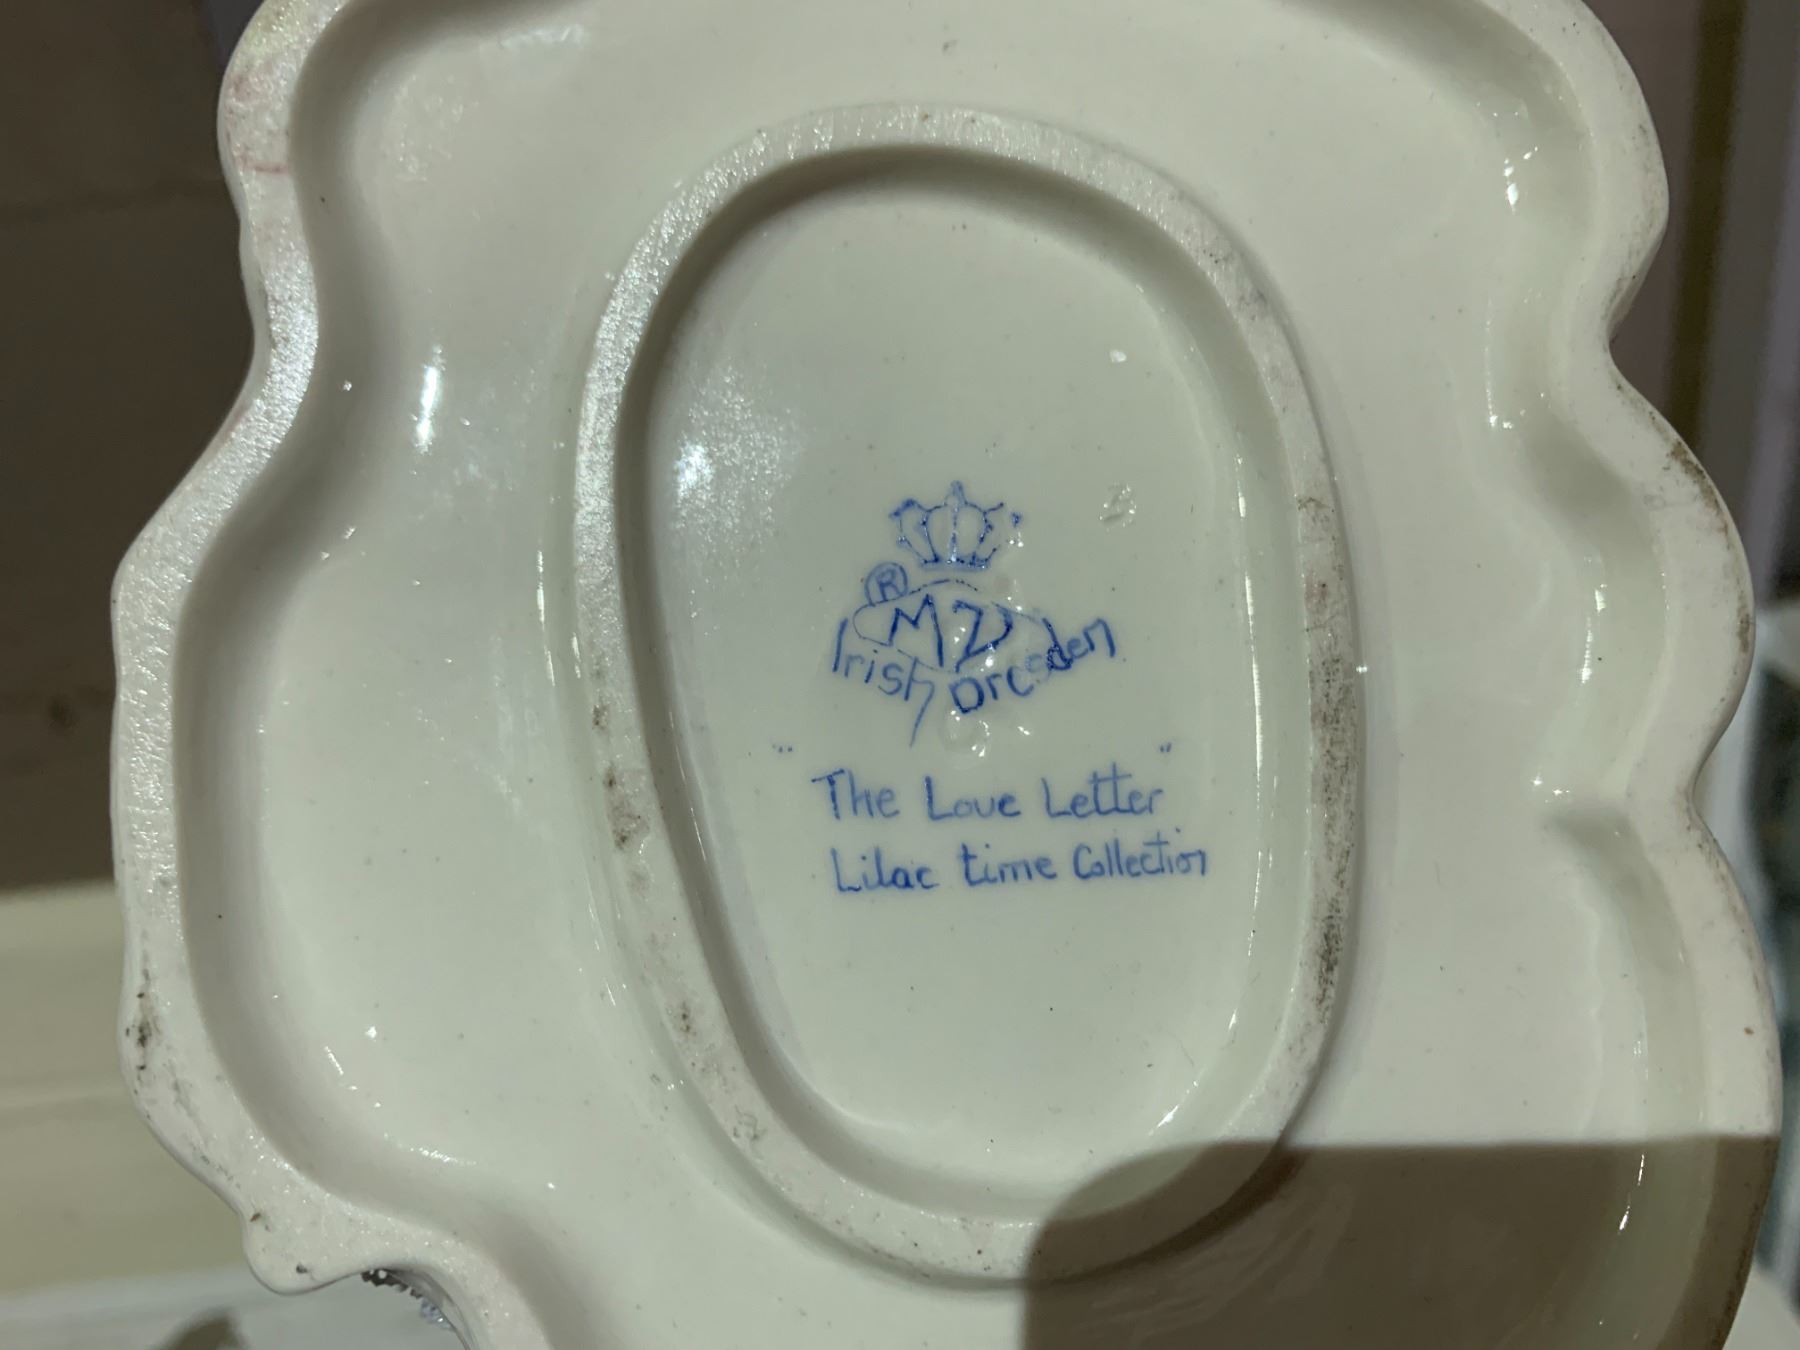 ®
MZ
Irish Dresden
"The Love Letter"
Lilac time Collection